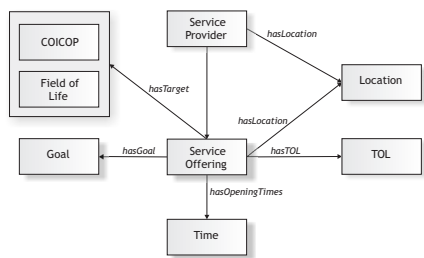 COICOP
Field of
Life
Service
Provider
hasLocation
Location
hasTarget
hasLocation
Goal
hasGoal
Service
Offering
hasTOL
TOL
hasOpeningTimes
Time